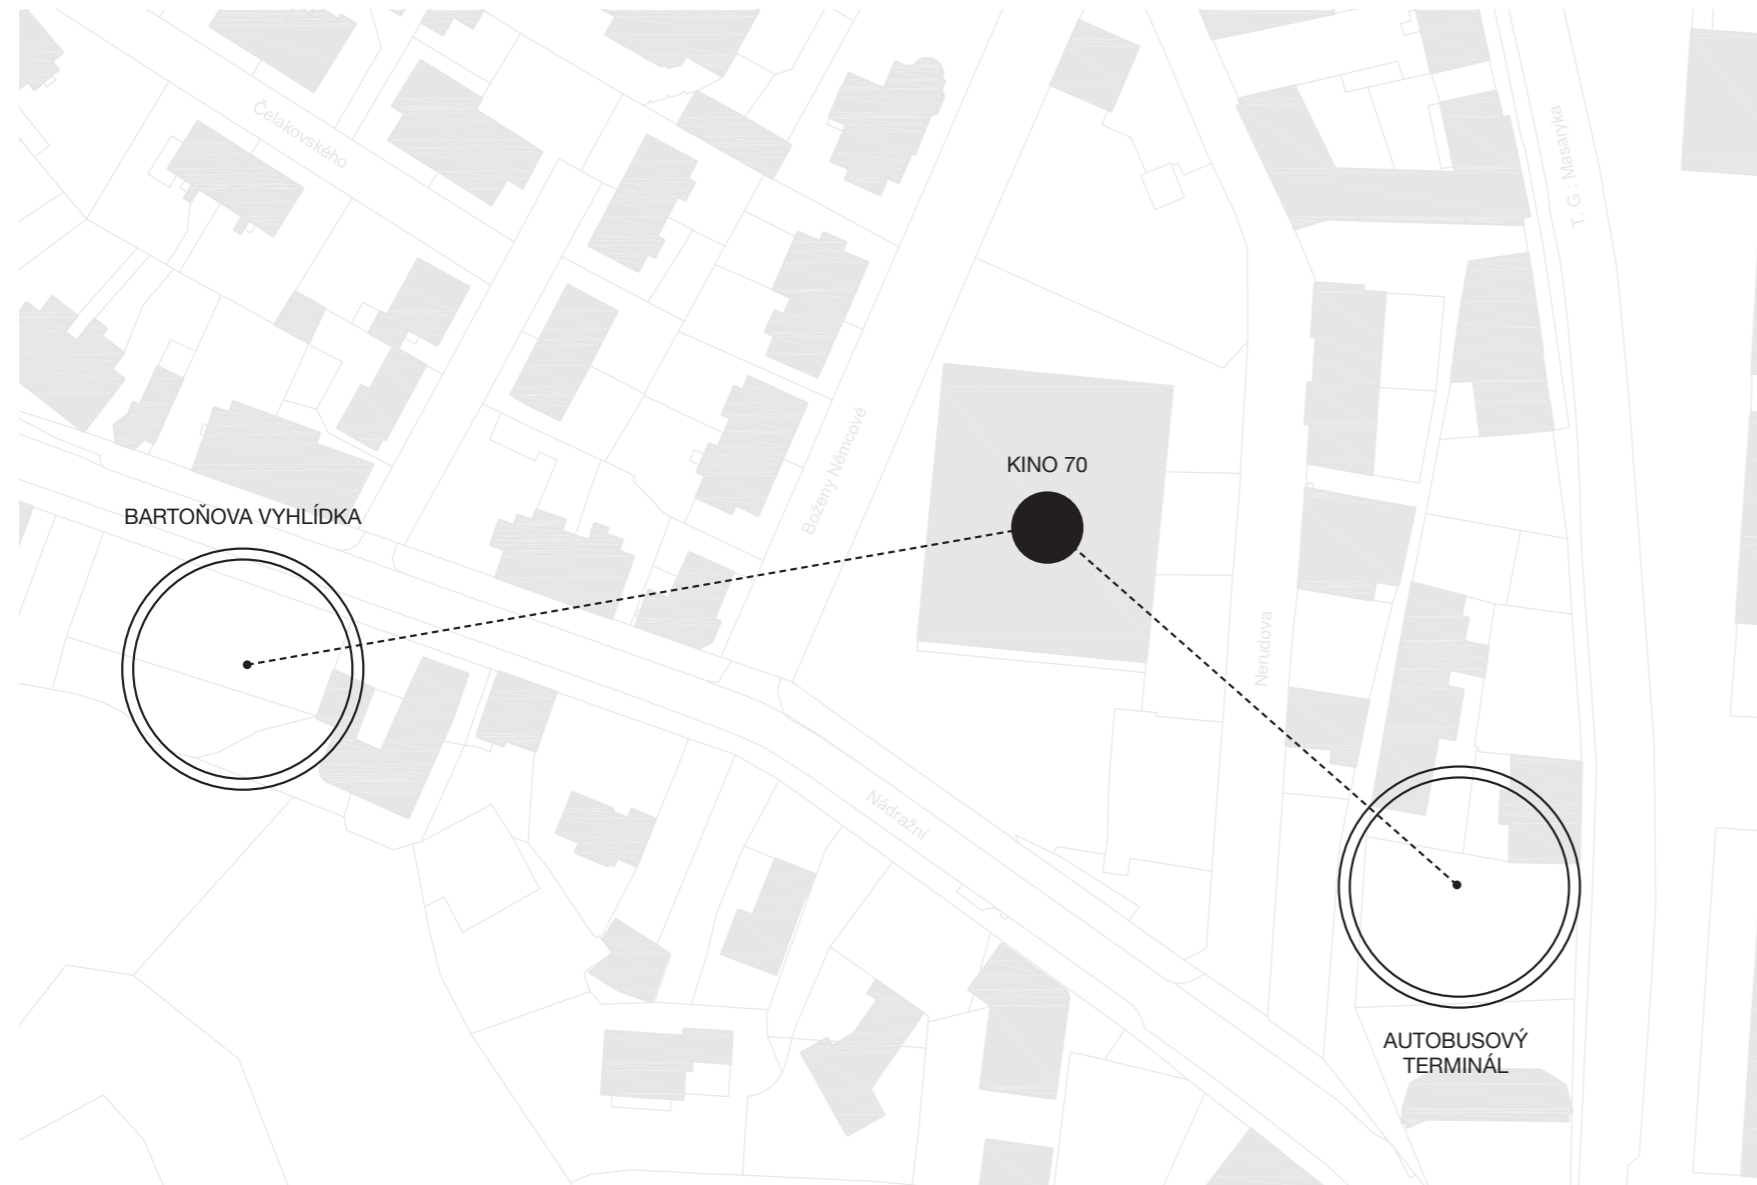 Čelakovského
T. G : Masaryka
Boženy Němcové
KINO 70
BARTOŇOVA VYHLÍDKA
Nerudova
Nádražní
AUTOBUSOVÝ
TERMINÁL